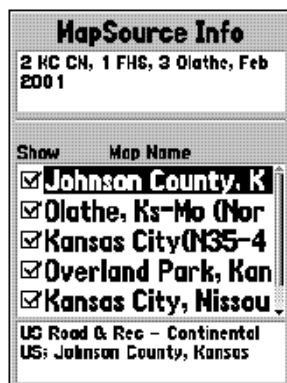 MapSource Info
2 KC CN, 1 FHS, 3 Olathe, Feb
2001
Show Map Name
Johnson County, K
Olathe, Ks-Mo (Nor
Kansas City(N35-4
Overland Park, Kan
Kansas City, Missou
US Road & Rec - Continental
US; Johnson County, Kansas